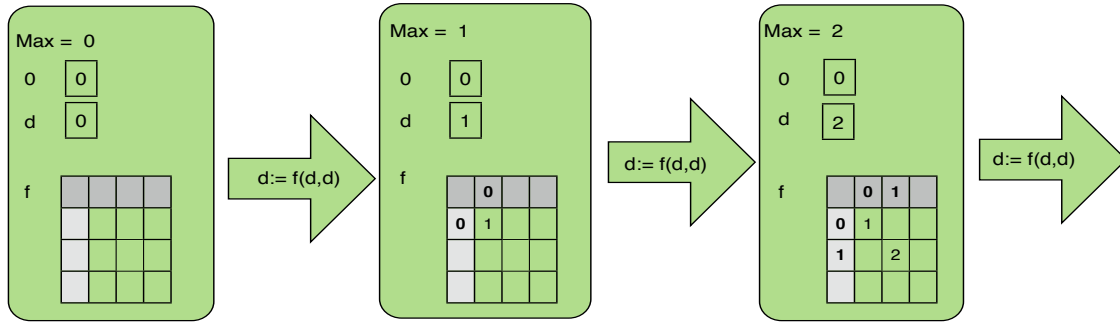 Max = 0
0 0
d 0
f
d:= f(d,d)
Max = 1
0 0
d 1
f
0
0 1
d:= f(d,d)
Max = 2
0 0
d 2
f
0 1
0 1
1 2
d:= f(d,d)